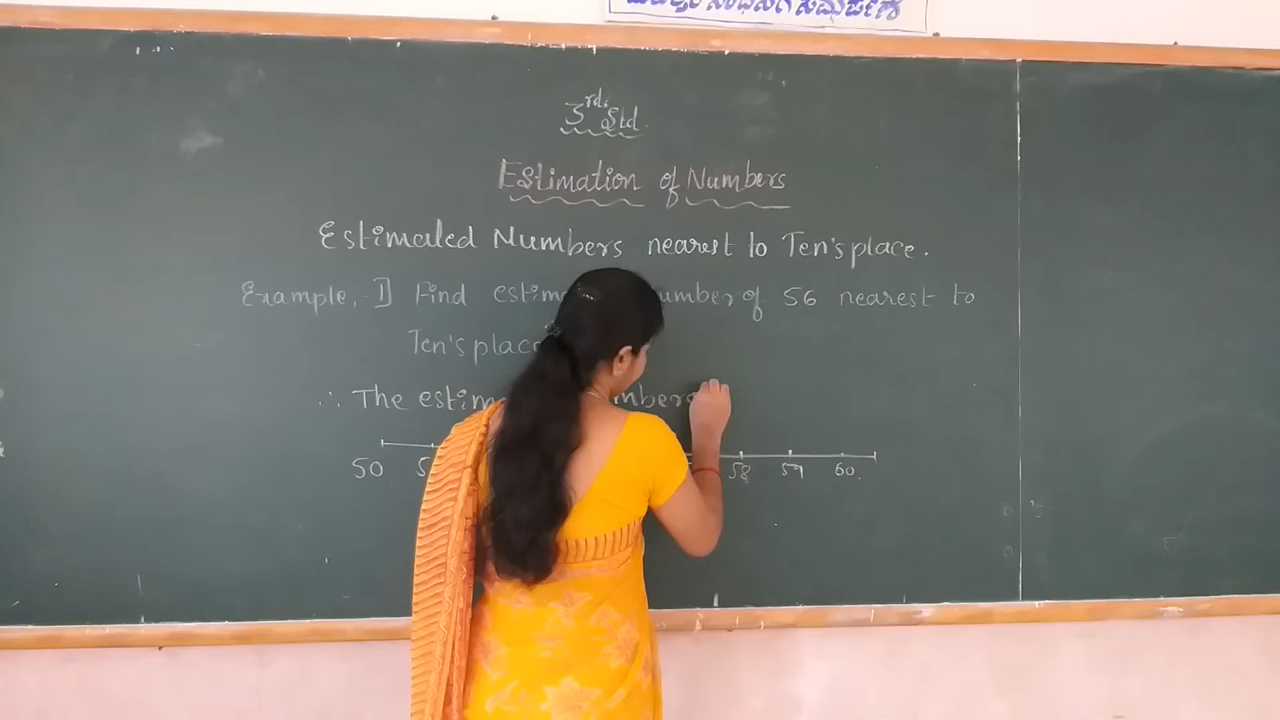 3rd Std.
Estimation of Numbers
Estimated Numbers nearest to Ten's place.
Example,-1) Find estim umber of 56 nearest to
Ten's place
∴ The estim mbers
50 5 58 59 60.